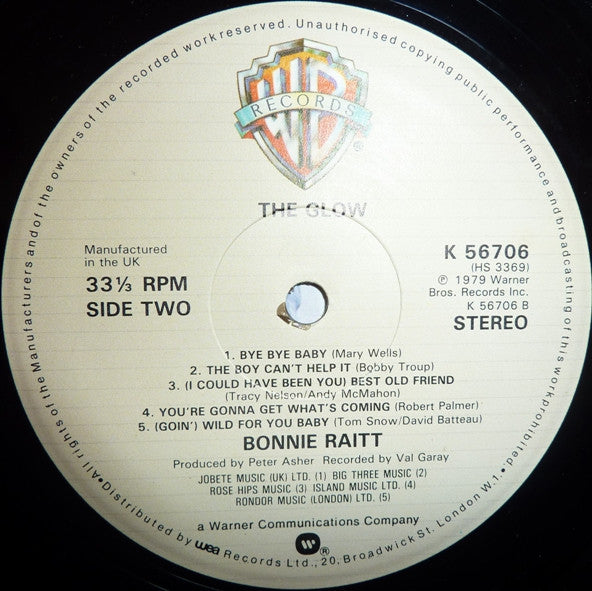 All rights of the Manufacturers and of the owners of the recorded work reserved. Unauthorised copying public performance and broadcasting of this work prohibited.
WB
RECORDS
®
THE GLOW
Manufactured
in the UK
33⅓ RPM
SIDE TWO
K 56706
(HS 3369)
℗ 1979 Warner
Bros. Records Inc.
K 56706 B
STEREO
1. BYE BYE BABY (Mary Wells)
2. THE BOY CAN'T HELP IT (Bobby Troup)
3. (I COULD HAVE BEEN YOU) BEST OLD FRIEND
(Tracy Nelson/Andy McMahon)
4. YOU'RE GONNA GET WHAT'S COMING (Robert Palmer)
5. (GOIN') WILD FOR YOU BABY (Tom Snow/David Batteau)
BONNIE RAITT
Produced by Peter Asher Recorded by Val Garay
JOBETE MUSIC (UK) LTD. (1) BIG THREE MUSIC (2)
ROSE HIPS MUSIC (3) ISLAND MUSIC LTD. (4)
RONDOR MUSIC (LONDON) LTD. (5)
a Warner Communications Company
®
• Distributed by wea Records Ltd., 20, Broadwick St. London W.1. •